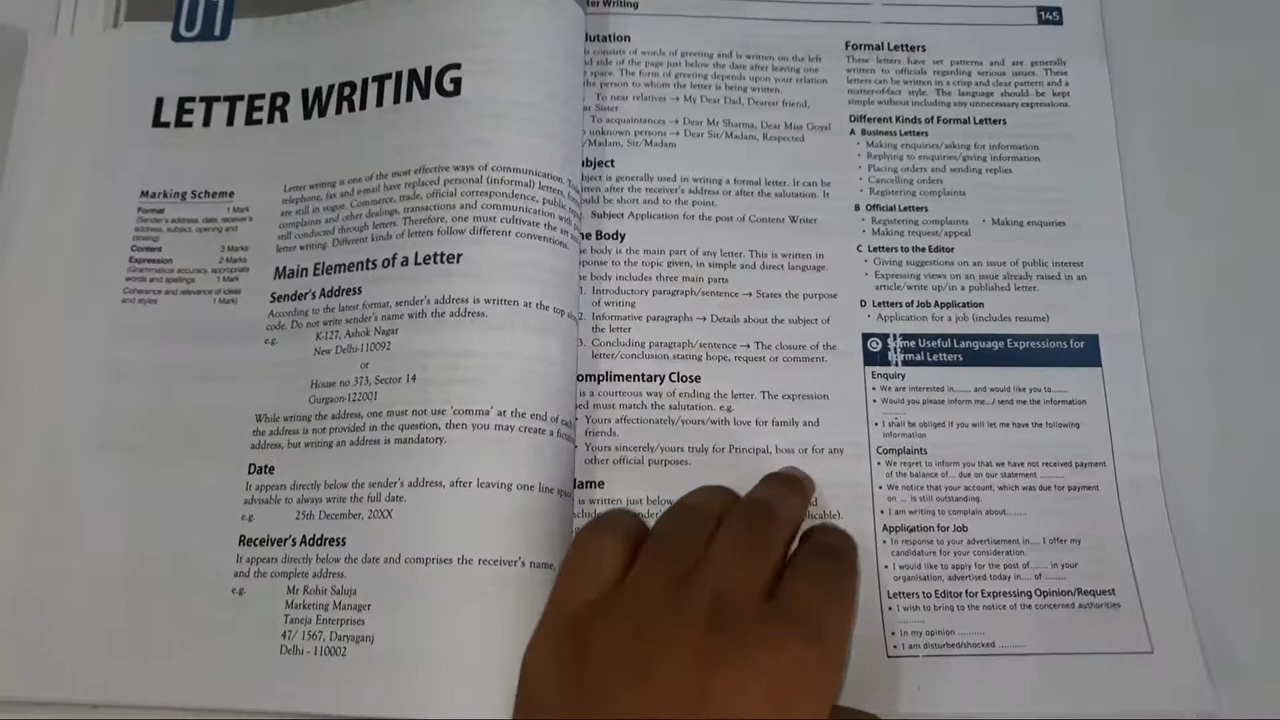 01
LETTER WRITING
Marking Scheme
Format 1 Mark
(Sender's address, date, receiver's
address, subject, opening and
closing)
Content 3 Marks
Expression 2 Marks
(Grammatical accuracy, appropriate
words and spellings 1 Mark
Coherence and relevance of ideas
and styles 1 Mark)
Letter writing is one of the most effective ways of communication.
telephone, fax and e-mail have replaced personal (informal) letters,
are still in vogue. Commerce, trade, official correspondence, public
complaints and other dealings, transactions and communication with
still conducted through letters. Therefore, one must cultivate the art
letter writing. Different kinds of letters follow different conventions.
Main Elements of a Letter
Sender's Address
According to the latest format, sender's address is written at the top
code. Do not write sender's name with the address.
e.g. K-127, Ashok Nagar
New Delhi-110092
or
House no 373, Sector 14
Gurgaon-122001
While writing the address, one must not use 'comma' at the end of
the address is not provided in the question, then you may create a
address, but writing an address is mandatory.
Date
It appears directly below the sender's address, after leaving one line
advisable to always write the full date.
e.g. 25th December, 20XX
Receiver's Address
It appears directly below the date and comprises the receiver's name,
and the complete address.
e.g. Mr Rohit Saluja
Marketing Manager
Taneja Enterprises
47/ 1567, Daryaganj
Delhi - 110002
ter Writing
145
lutation
consists of words of greeting and is written on the left
side of the page just below the date after leaving one
space. The form of greeting depends upon your relation
the person to whom the letter is being written.
To near relatives → My Dear Dad, Dearest friend,
ar Sister
To acquaintances → Dear Mr Sharma, Dear Miss Goyal
unknown persons → Dear Sir/Madam, Respected
/Madam, Sir/Madam
bject
bject is generally used in writing a formal letter. It can be
tten after the receiver's address or after the salutation. It
ould be short and to the point.
Subject Application for the post of Content Writer
he Body
e body is the main part of any letter. This is written in
sponse to the topic given, in simple and direct language.
he body includes three main parts
1. Introductory paragraph/sentence → States the purpose
of writing
2. Informative paragraphs → Details about the subject of
the letter
3. Concluding paragraph/sentence → The closure of the
letter/conclusion stating hope, request or comment.
omplimentary Close
is a courteous way of ending the letter. The expression
ed must match the salutation. e.g.
Yours affectionately/yours/with love for family and
friends.
Yours sincerely/yours truly for Principal, boss or for any
other official purposes.
lame
is written just below
licable).
Formal Letters
These letters have set patterns and are generally
written to officials regarding serious issues. These
letters can be written in a crisp and clear pattern and a
matter-of-fact style. The language should be kept
simple without including any unnecessary expressions.
Different Kinds of Formal Letters
A Business Letters
• Making enquiries/asking for information
• Replying to enquiries/giving information
• Placing orders and sending replies
• Cancelling orders
• Registering complaints
B Official Letters
• Registering complaints • Making enquiries
• Making request/appeal
C Letters to the Editor
• Giving suggestions on an issue of public interest
• Expressing views on an issue already raised in an
article/write up/in a published letter.
D Letters of Job Application
• Application for a job (includes resume)
Some Useful Language Expressions for
Formal Letters
Enquiry
• We are interested in....... and would like you to.......
• Would you please inform me.../ send me the information
.........
• I shall be obliged if you will let me have the following
information
Complaints
• We regret to inform you that we have not received payment
of the balance of... due on our statement ..........
• We notice that your account, which was due for payment
on ... is still outstanding.
• I am writing to complain about........
Application for Job
• In response to your advertisement in.... I offer my
candidature for your consideration.
• I would like to apply for the post of....... in your
organisation, advertised today in.... of ........
Letters to Editor for Expressing Opinion/Request
• I wish to bring to the notice of the concerned authorities
..........
• In my opinion ..........
• I am disturbed/shocked ..........